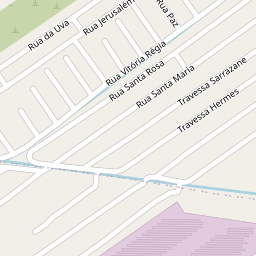 Rua da Uva
Rua Jerusalém
Rua Paz
Rua Vitória Régia
Rua Santa Rosa
Rua Santa Maria
Travessa Sarrazane
Travessa Hermes